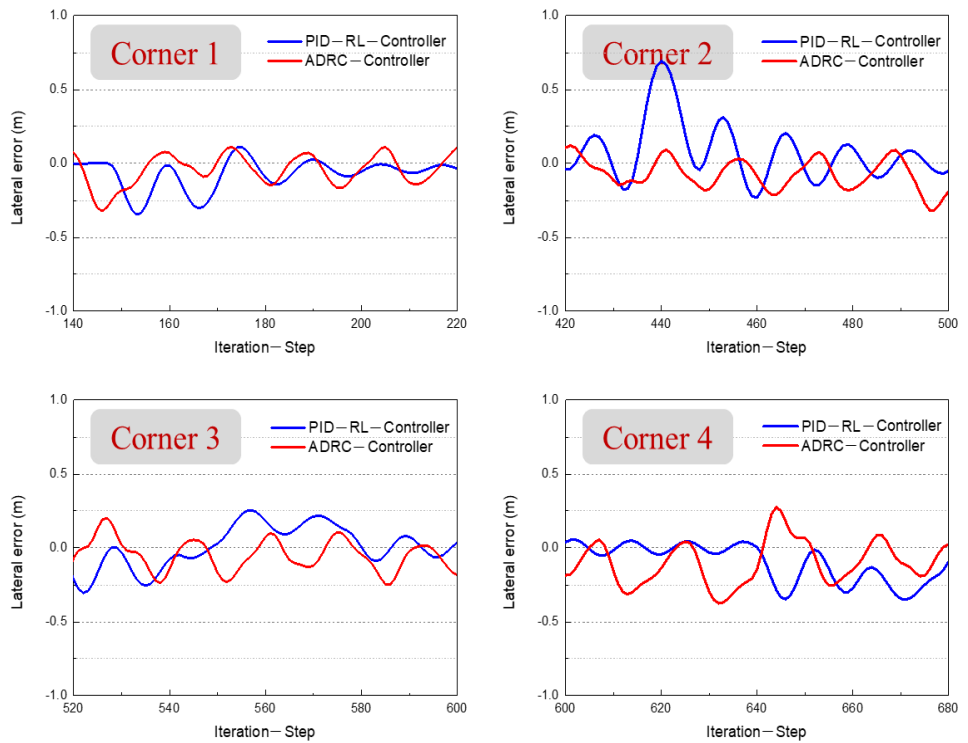 Corner 1
PID-RL-Controller
ADRC-Controller
1.0
0.5
0.0
-0.5
-1.0
Lateral error (m)
140
160
180
200
220
Iteration-Step
Corner 2
PID-RL-Controller
ADRC-Controller
1.0
0.5
0.0
-0.5
-1.0
Lateral error (m)
420
440
460
480
500
Iteration-Step
Corner 3
PID-RL-Controller
ADRC-Controller
1.0
0.5
0.0
-0.5
-1.0
Lateral error (m)
520
540
560
580
600
Iteration-Step
Corner 4
PID-RL-Controller
ADRC-Controller
1.0
0.5
0.0
-0.5
-1.0
Lateral error (m)
600
620
640
660
680
Iteration-Step